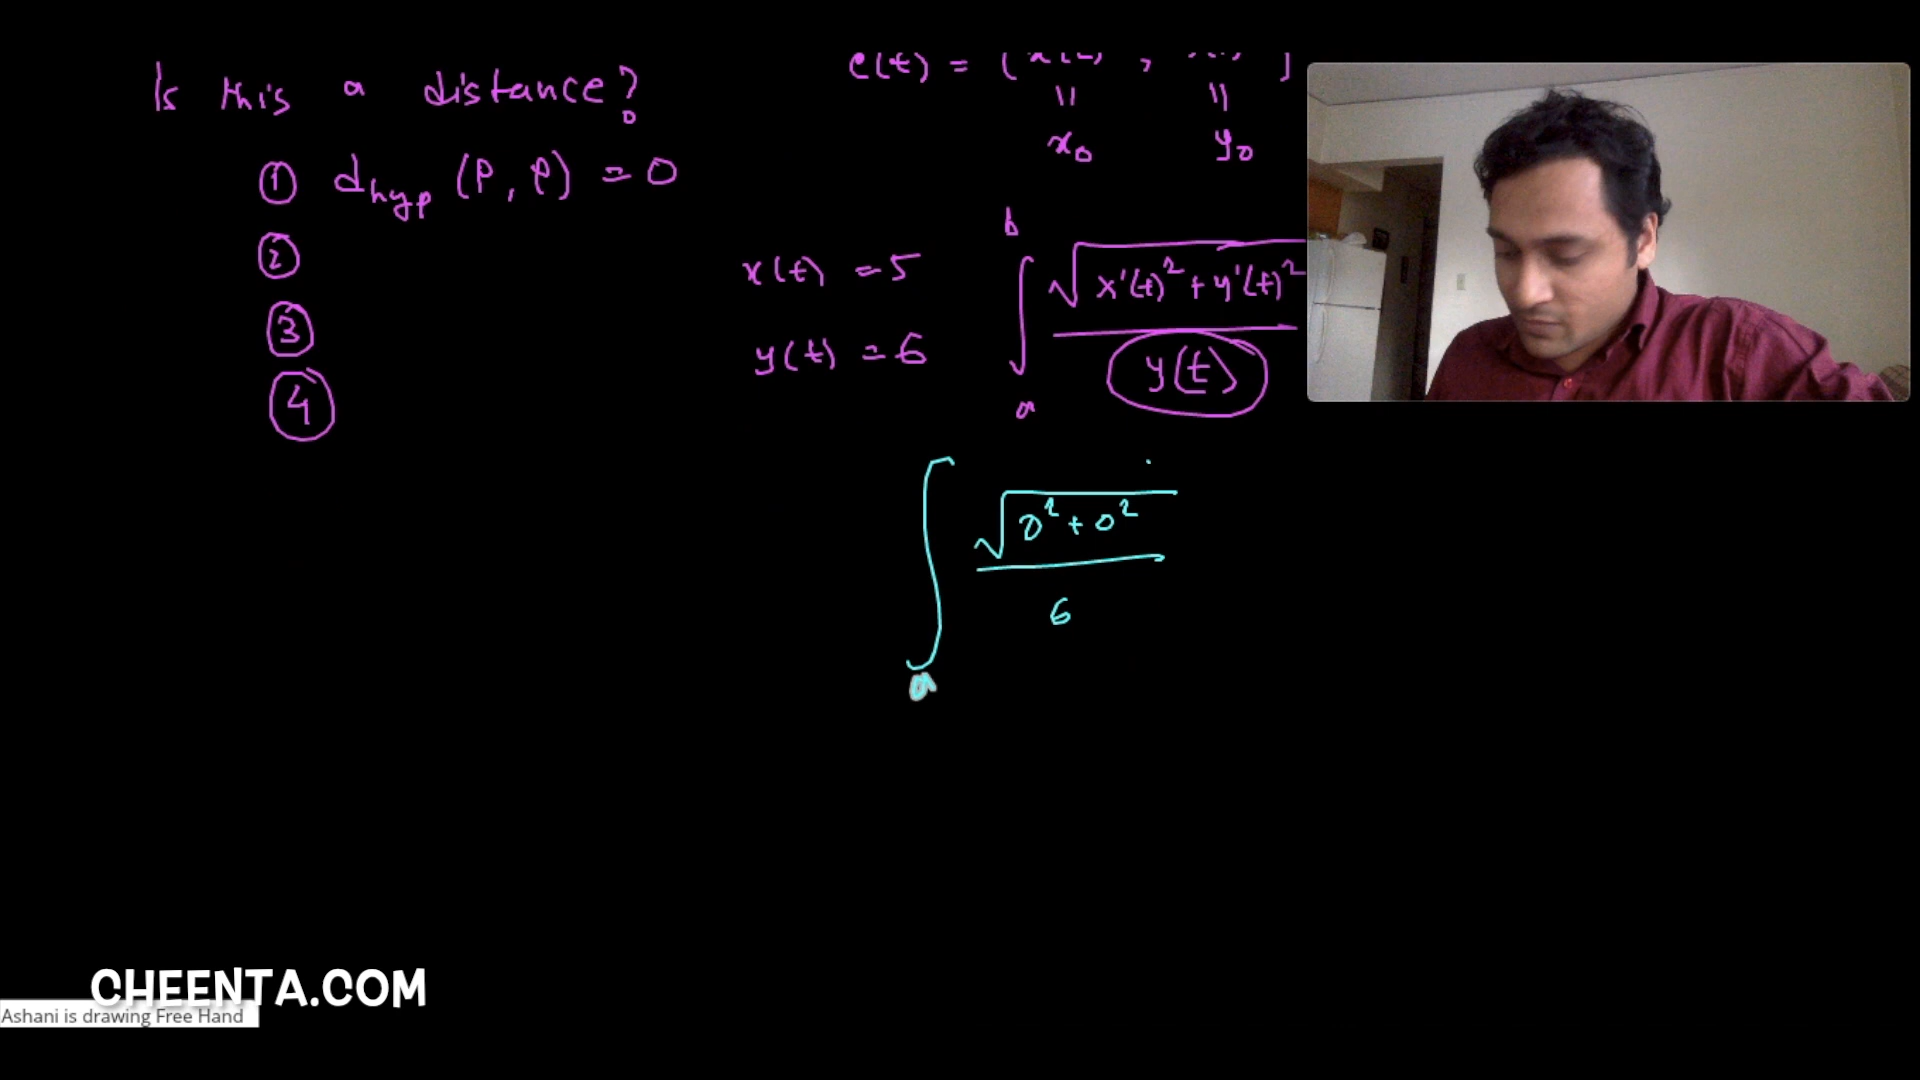 Is this a distance?
① d_hyp (P, P) = 0
②
③
④
c(t) = (x(t) , y(t))
\\ \\
x₀ y₀
x(t) = 5
y(t) = 6
b
√x'(t)² + y'(t)²
y(t)
a
∫ √0² + 0²
6
a
CHEENTA.COM
Ashani is drawing Free Hand